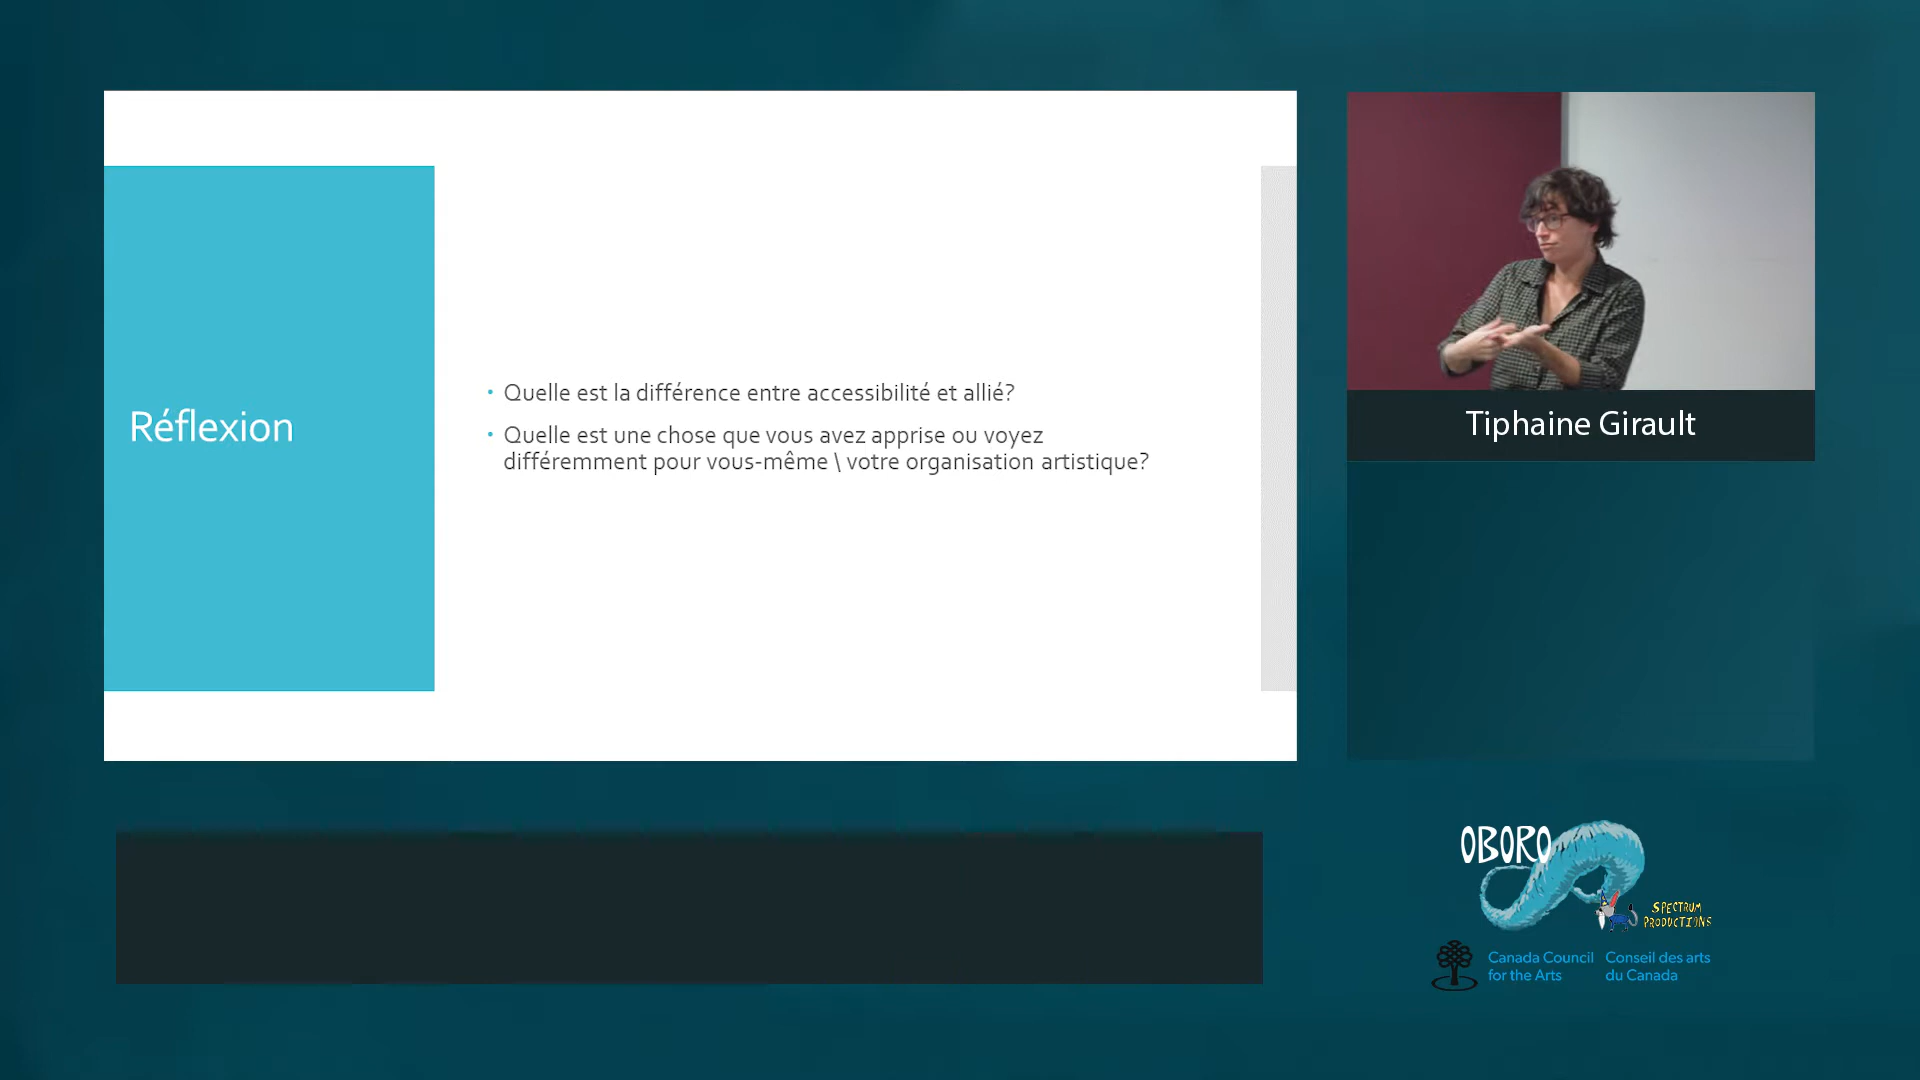 Réflexion
• Quelle est la différence entre accessibilité et allié?
• Quelle est une chose que vous avez apprise ou voyez
différemment pour vous-même \ votre organisation artistique?
Tiphaine Girault
OBORO
SPECTRUM
PRODUCTIONS
Canada Council
for the Arts
Conseil des arts
du Canada